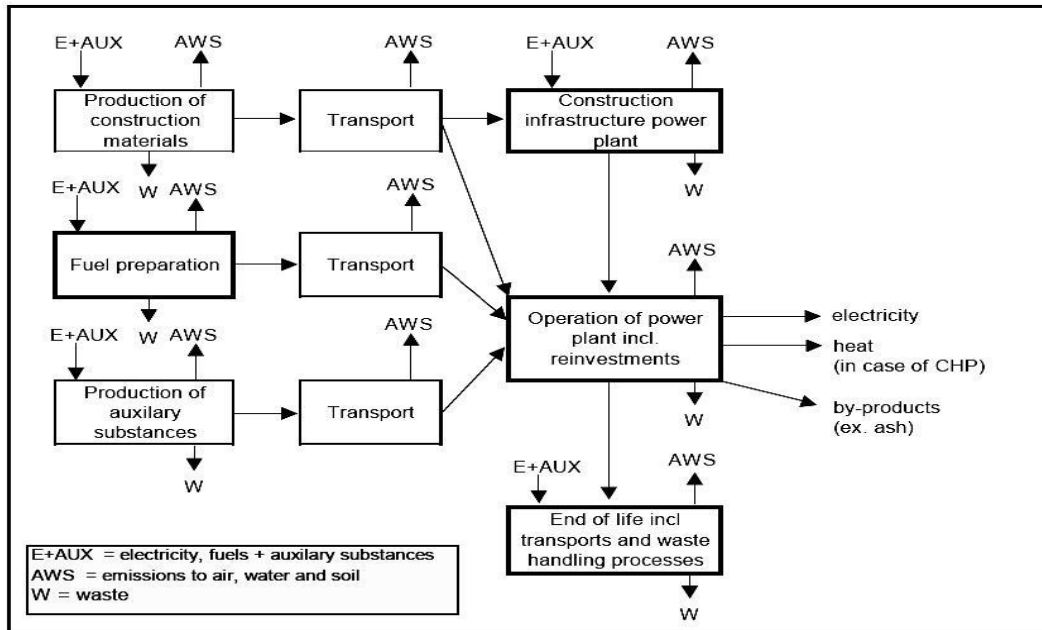 E+AUX
AWS
AWS
E+AUX
AWS
Production of
construction
materials
Transport
Construction
infrastructure power
plant
W
W
E+AUX
AWS
AWS
Fuel preparation
Transport
AWS
W
E+AUX
AWS
AWS
Operation of power
plant incl.
reinvestments
electricity
heat
(in case of CHP)
by-products
(ex. ash)
Production of
auxilary
substances
Transport
W
W
E+AUX
AWS
End of life incl
transports and waste
handling processes
W
E+AUX = electricity, fuels + auxilary substances
AWS = emissions to air, water and soil
W = waste